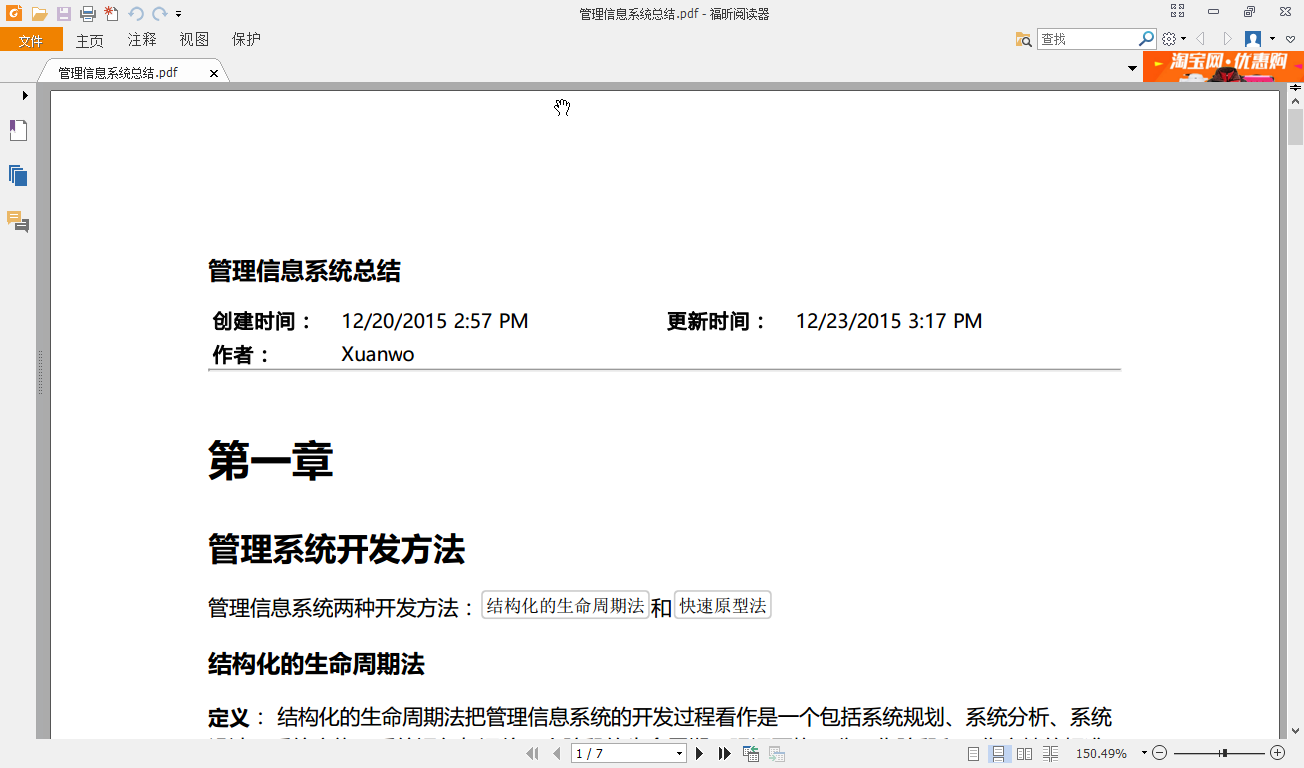 管理信息系统总结.pdf - 福昕阅读器
文件 主页 注释 视图 保护 查找
管理信息系统总结.pdf
淘宝网·优惠购
管理信息系统总结
创建时间： 12/20/2015 2:57 PM 更新时间： 12/23/2015 3:17 PM
作者： Xuanwo
第一章
管理系统开发方法
管理信息系统两种开发方法： 结构化的生命周期法 和 快速原型法
结构化的生命周期法
定义： 结构化的生命周期法把管理信息系统的开发过程看作是一个包括系统规划、系统分析、系统
1 / 7 150.49%